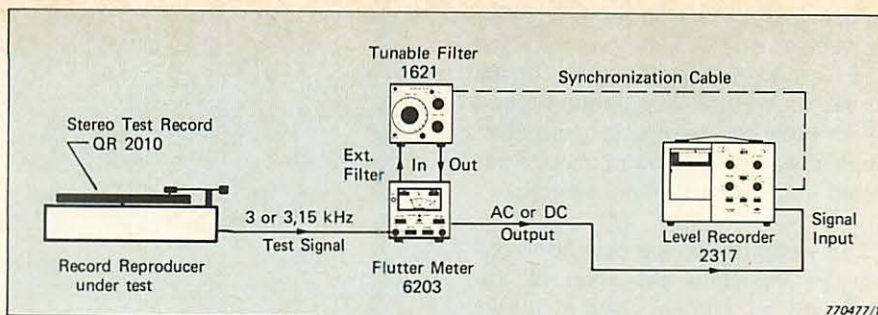 Tunable Filter
1621
Synchronization Cable
Stereo Test Record
QR 2010
Ext.
Filter
In
Out
3 or 3,15 kHz
Test Signal
AC or DC
Output
Signal
Input
Level Recorder
2317
Record Reproducer
under test
Flutter Meter
6203
770477/1